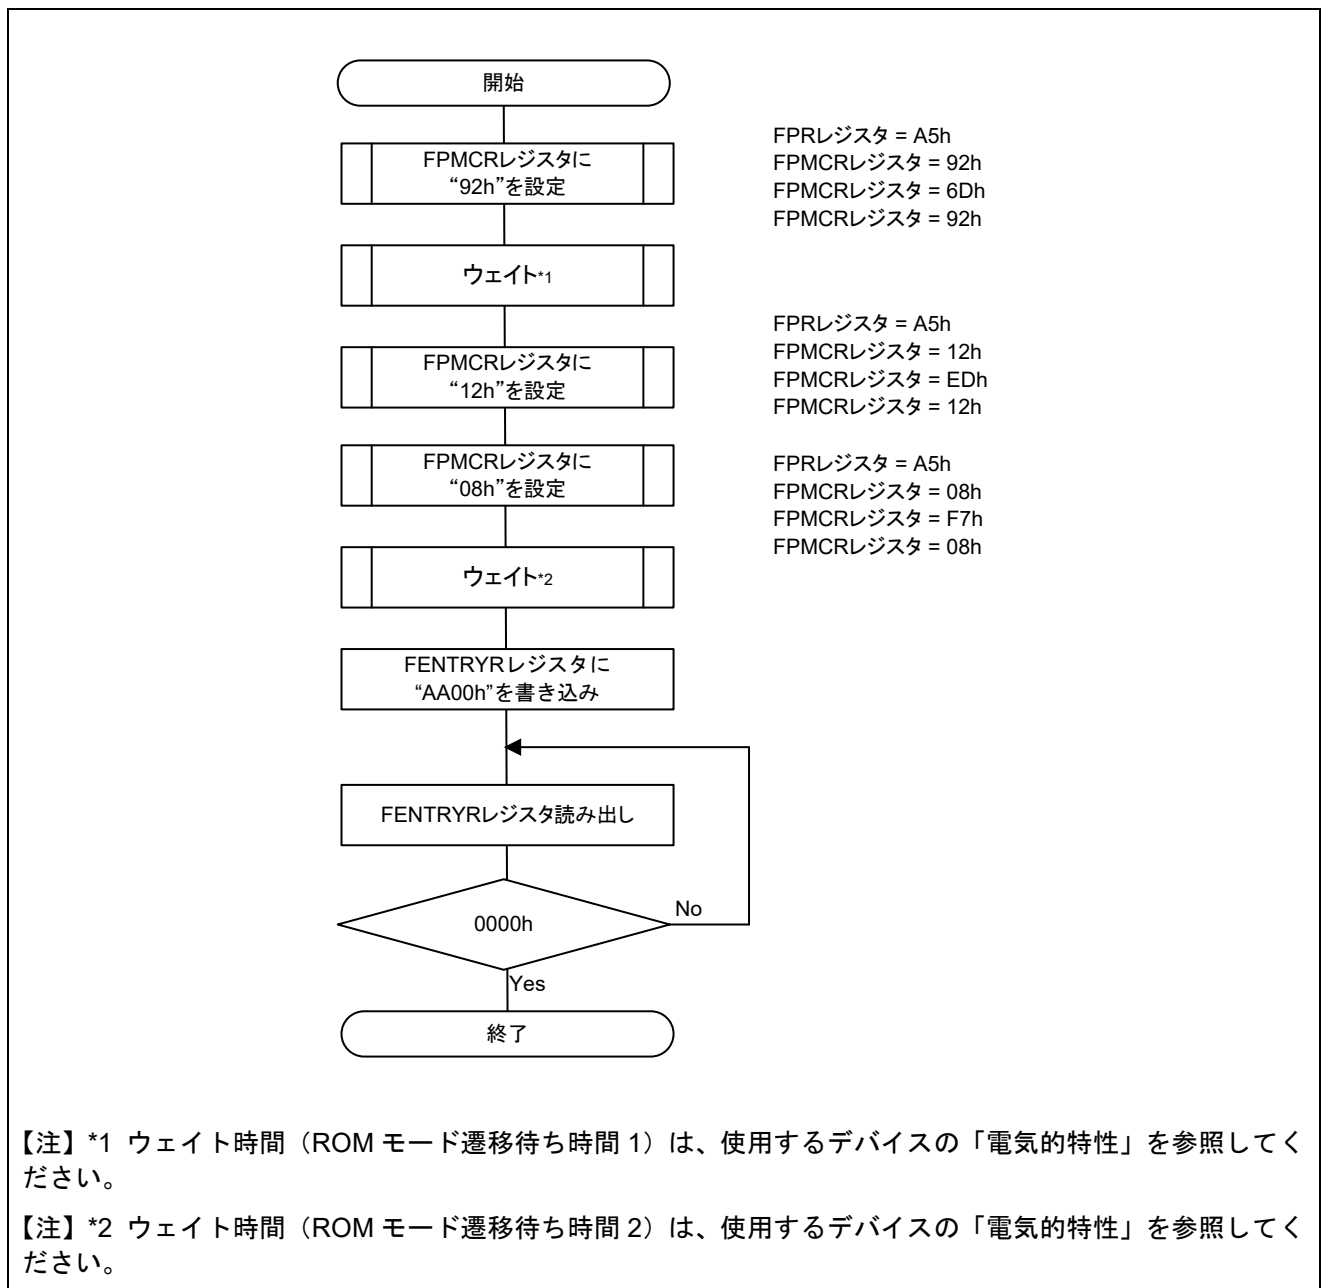 開始
FPMCRレジスタに
“92h”を設定
FPRレジスタ = A5h
FPMCRレジスタ = 92h
FPMCRレジスタ = 6Dh
FPMCRレジスタ = 92h
ウェイト*1
FPMCRレジスタに
“12h”を設定
FPRレジスタ = A5h
FPMCRレジスタ = 12h
FPMCRレジスタ = EDh
FPMCRレジスタ = 12h
FPMCRレジスタに
“08h”を設定
FPRレジスタ = A5h
FPMCRレジスタ = 08h
FPMCRレジスタ = F7h
FPMCRレジスタ = 08h
ウェイト*2
FENTRYRレジスタに
“AA00h”を書き込み
FENTRYRレジスタ読み出し
0000h
No
Yes
終了
【注】*1 ウェイト時間（ROM モード遷移待ち時間 1）は、使用するデバイスの「電気的特性」を参照してく
ださい。
【注】*2 ウェイト時間（ROM モード遷移待ち時間 2）は、使用するデバイスの「電気的特性」を参照してく
ださい。